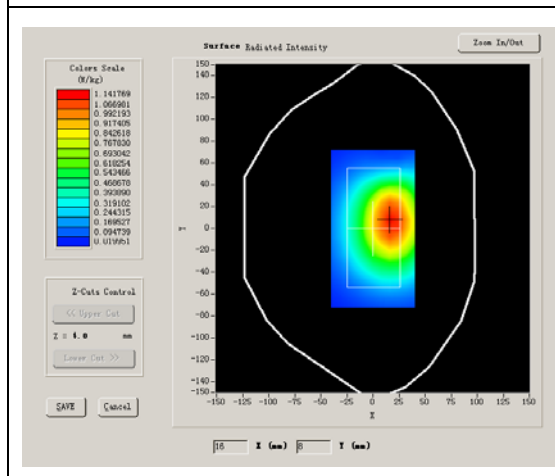 Surface Radiated Intensity
Zoom In/Out
Colors Scale
(W/kg)
1.141769
1.066981
0.992193
0.917405
0.842618
0.767830
0.693042
0.618254
0.543466
0.468678
0.393890
0.319102
0.244315
0.169527
0.094739
0.019951
Z-Cuts Control
<< Upper Cut
Z = 4.0 mm
Lower Cut >>
SAVE
Cancel
150
140
120
100
80
60
40
20
0
-20
-40
-60
-80
-100
-120
-140
-150
Y
-150 -125 -100 -75 -50 -25 0 25 50 75 100 125 150
X
16 X (mm) 8 Y (mm)